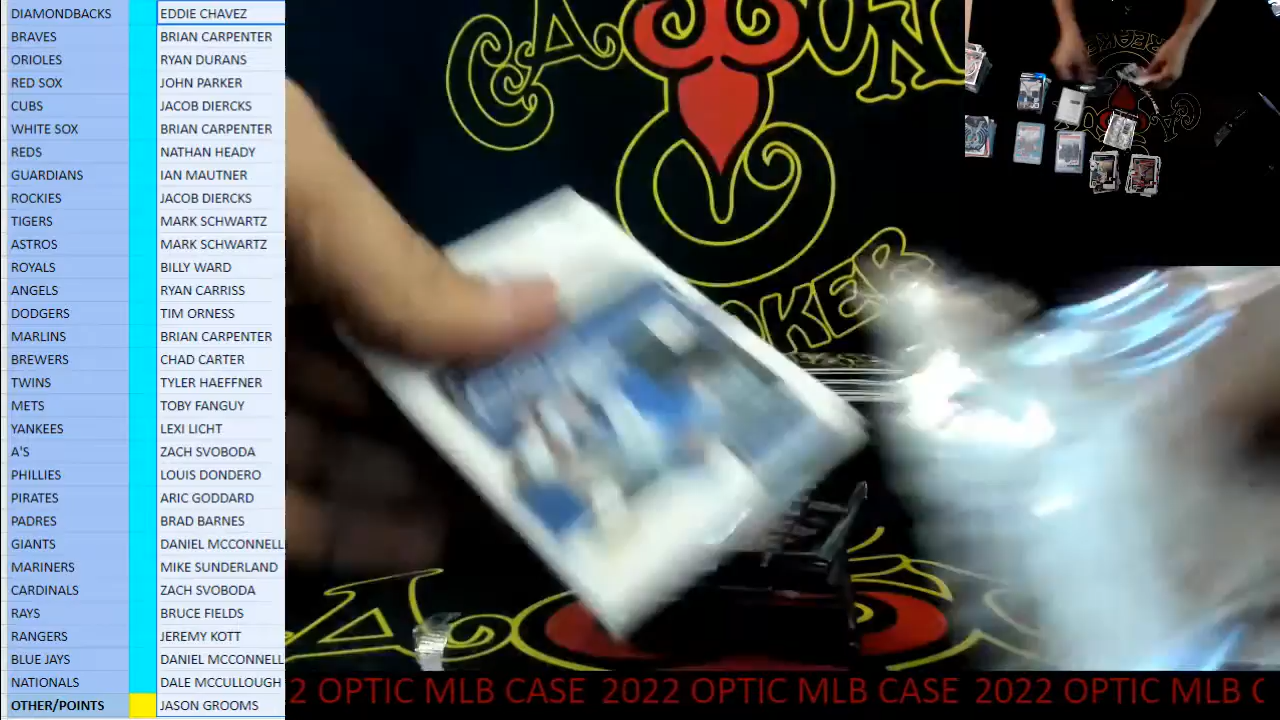 DIAMONDBACKS EDDIE CHAVEZ
BRAVES BRIAN CARPENTER
ORIOLES RYAN DURANS
RED SOX JOHN PARKER
CUBS JACOB DIERCKS
WHITE SOX BRIAN CARPENTER
REDS NATHAN HEADY
GUARDIANS IAN MAUTNER
ROCKIES JACOB DIERCKS
TIGERS MARK SCHWARTZ
ASTROS MARK SCHWARTZ
ROYALS BILLY WARD
ANGELS RYAN CARRISS
DODGERS TIM ORNESS
MARLINS BRIAN CARPENTER
BREWERS CHAD CARTER
TWINS TYLER HAEFFNER
METS TOBY FANGUY
YANKEES LEXI LICHT
A'S ZACH SVOBODA
PHILLIES LOUIS DONDERO
PIRATES ARIC GODDARD
PADRES BRAD BARNES
GIANTS DANIEL MCCONNELL
MARINERS MIKE SUNDERLAND
CARDINALS ZACH SVOBODA
RAYS BRUCE FIELDS
RANGERS JEREMY KOTT
BLUE JAYS DANIEL MCCONNELL
NATIONALS DALE MCCULLOUGH
OTHER/POINTS JASON GROOMS
2 OPTIC MLB CASE 2022 OPTIC MLB CASE 2022 OPTIC MLB C